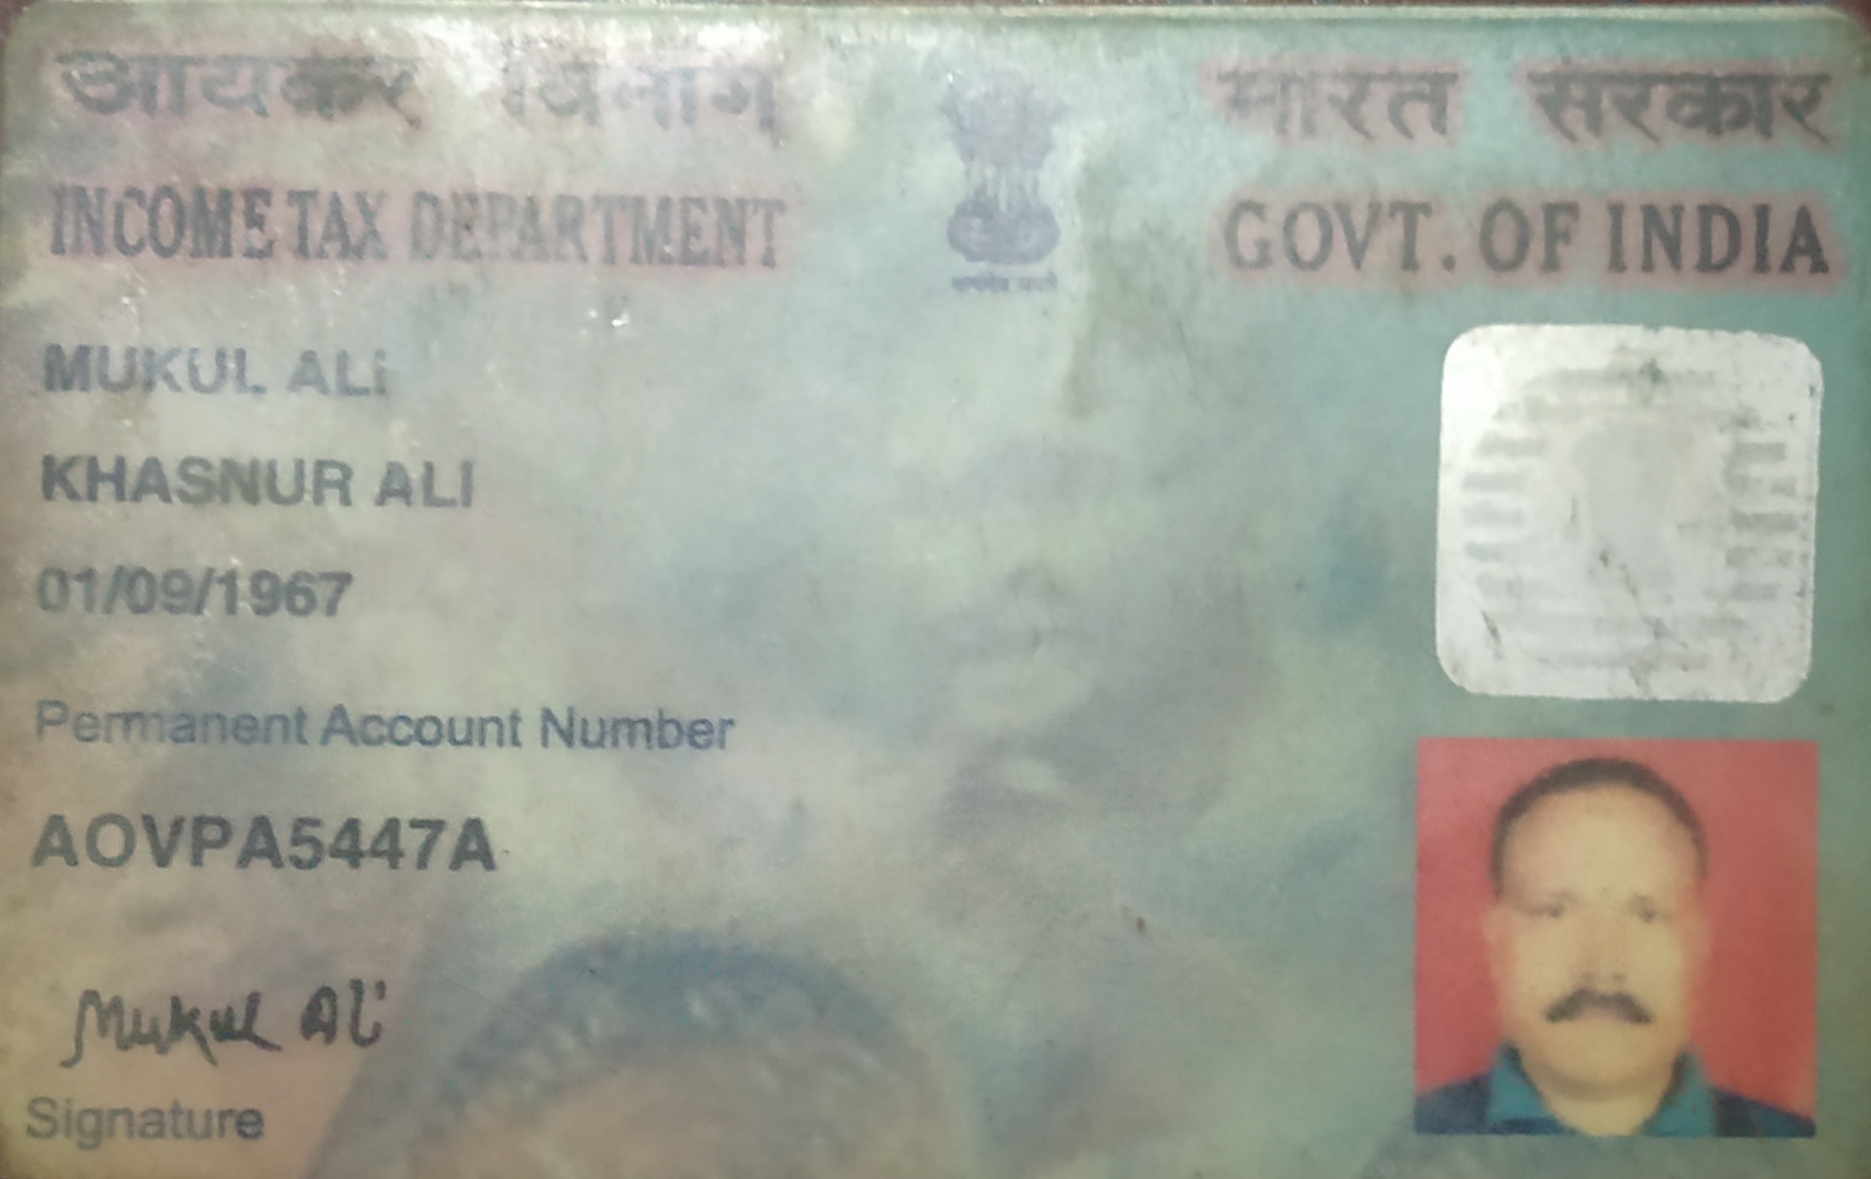 आयकर विभाग
भारत सरकार
INCOME TAX DEPARTMENT
GOVT. OF INDIA
सत्यमेव जयते
MUKUL ALi
KHASNUR ALI
01/09/1967
Permanent Account Number
AOVPA5447A
Mukul Ali
Signature